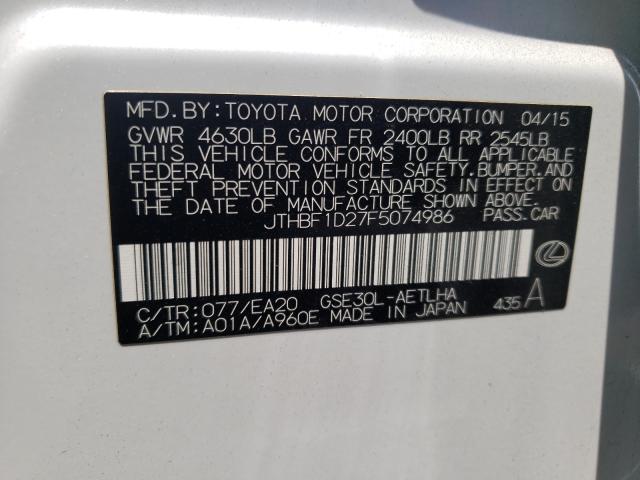 MFD. BY: TOYOTA MOTOR CORPORATION 04/15
GVWR 4630LB GAWR FR 2400LB RR 2545LB
THIS VEHICLE CONFORMS TO ALL APPLICABLE
FEDERAL MOTOR VEHICLE SAFETY, BUMPER, AND
THEFT PREVENTION STANDARDS IN EFFECT ON
THE DATE OF MANUFACTURE SHOWN ABOVE.
JTHBF1D27F5074986 PASS. CAR
C/TR: 077/EA20 GSE30L-AETLHA
A/TM: A01A/A960E MADE IN JAPAN 435 A